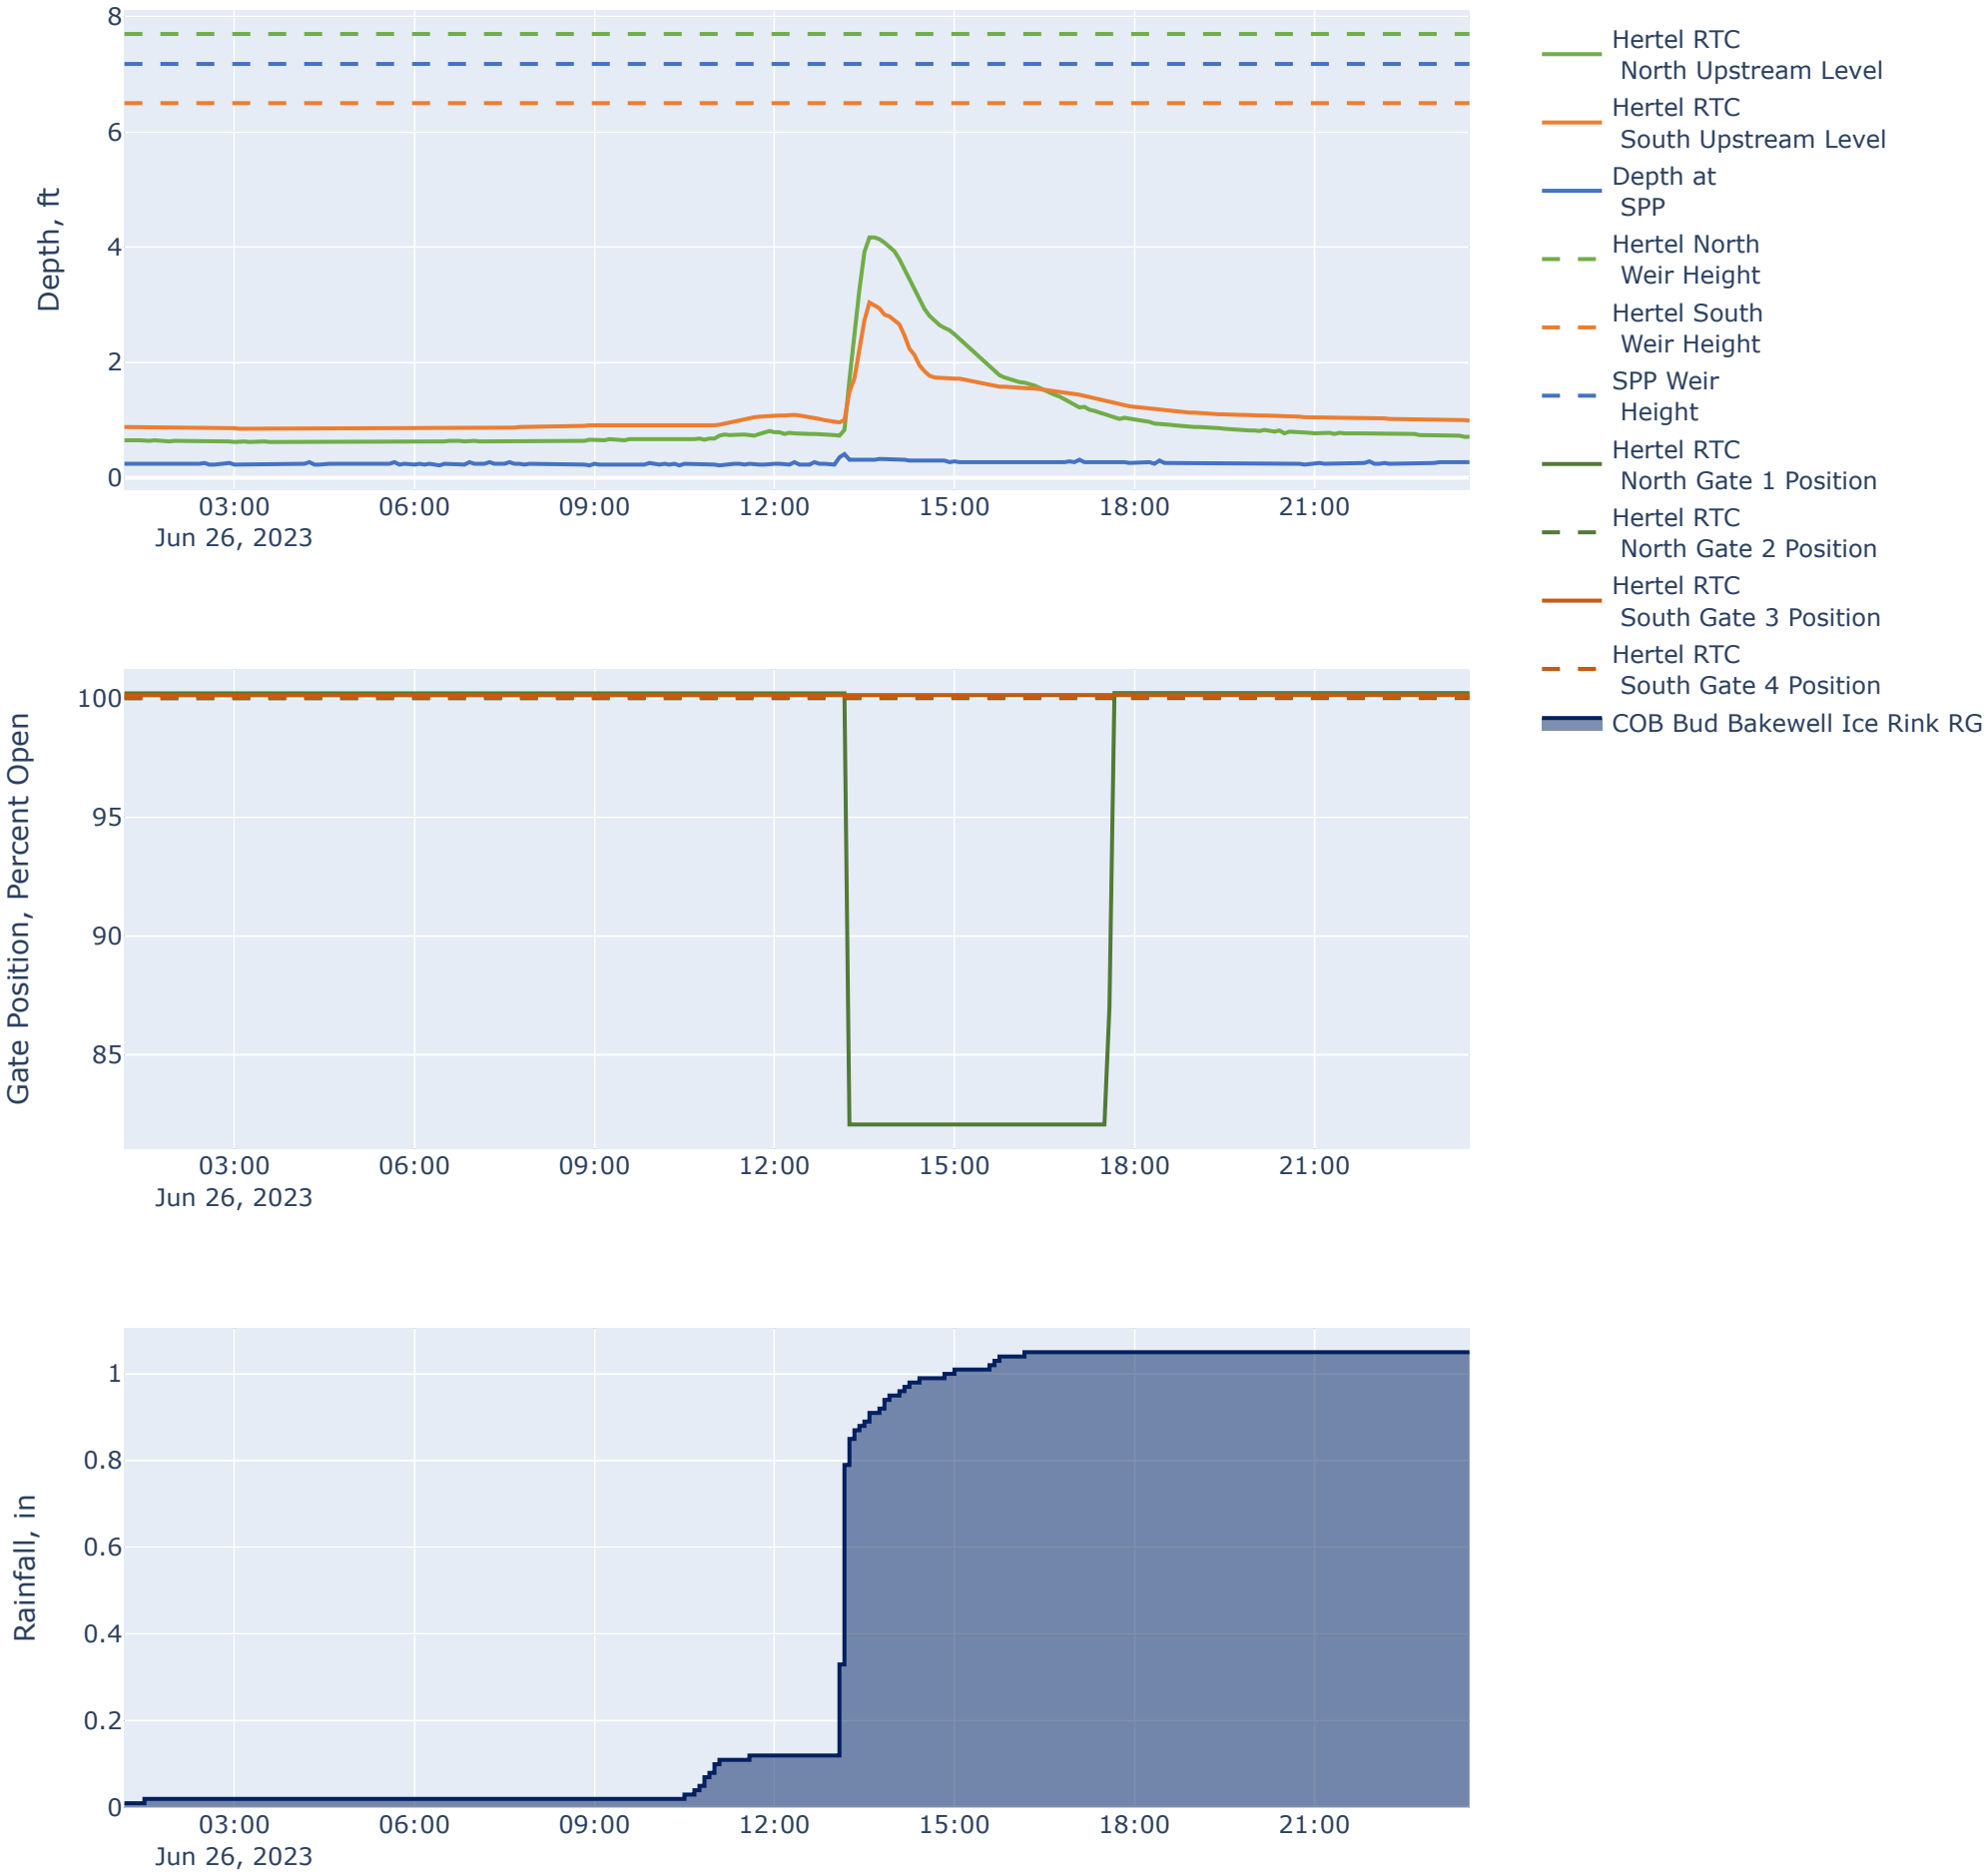 8
6
4
2
0
Depth, ft
03:00
06:00
09:00
12:00
15:00
18:00
21:00
Jun 26, 2023
Hertel RTC
North Upstream Level
Hertel RTC
South Upstream Level
Depth at
SPP
Hertel North
Weir Height
Hertel South
Weir Height
SPP Weir
Height
Hertel RTC
North Gate 1 Position
Hertel RTC
North Gate 2 Position
Hertel RTC
South Gate 3 Position
Hertel RTC
South Gate 4 Position
COB Bud Bakewell Ice Rink RG
100
95
90
85
Gate Position, Percent Open
03:00
06:00
09:00
12:00
15:00
18:00
21:00
Jun 26, 2023
1
0.8
0.6
0.4
0.2
0
Rainfall, in
03:00
06:00
09:00
12:00
15:00
18:00
21:00
Jun 26, 2023